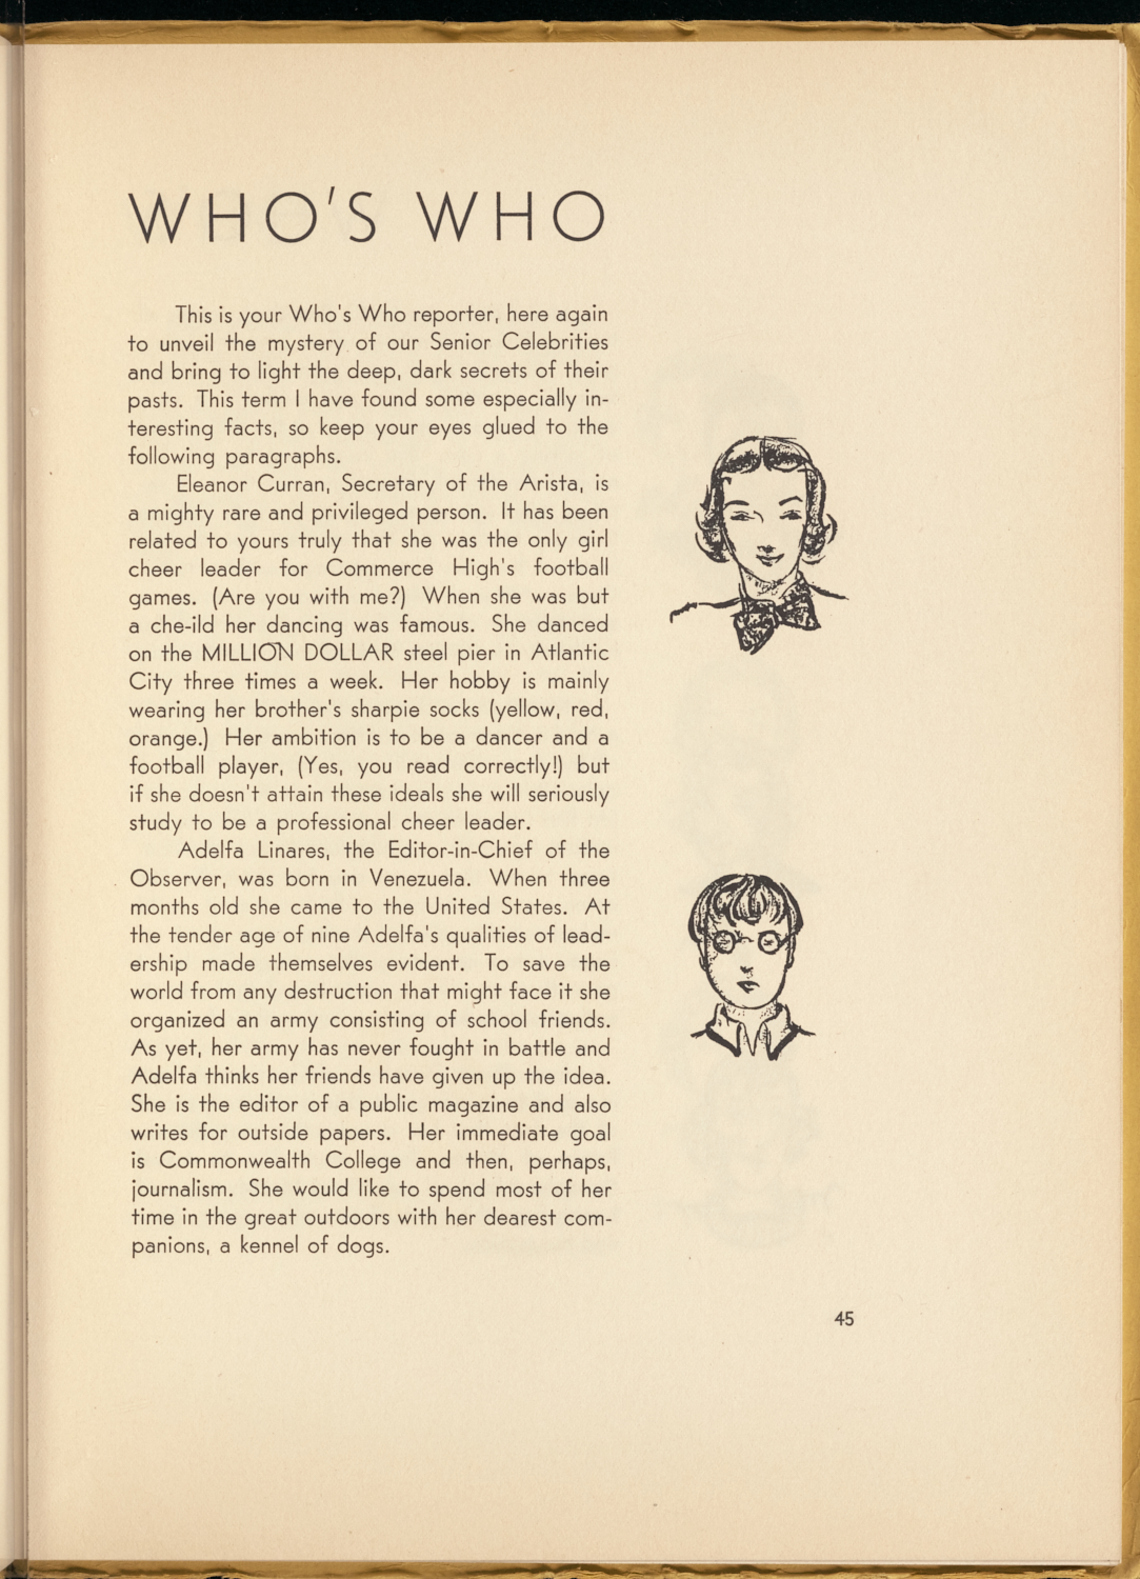 WHO'S WHO
This is your Who's Who reporter, here again
to unveil the mystery of our Senior Celebrities
and bring to light the deep, dark secrets of their
pasts. This term I have found some especially in-
teresting facts, so keep your eyes glued to the
following paragraphs.
Eleanor Curran, Secretary of the Arista, is
a mighty rare and privileged person. It has been
related to yours truly that she was the only girl
cheer leader for Commerce High's football
games. (Are you with me?) When she was but
a che-ild her dancing was famous. She danced
on the MILLION DOLLAR steel pier in Atlantic
City three times a week. Her hobby is mainly
wearing her brother's sharpie socks (yellow, red,
orange.) Her ambition is to be a dancer and a
football player, (Yes, you read correctly!) but
if she doesn't attain these ideals she will seriously
study to be a professional cheer leader.
Adelfa Linares, the Editor-in-Chief of the
Observer, was born in Venezuela. When three
months old she came to the United States. At
the tender age of nine Adelfa's qualities of lead-
ership made themselves evident. To save the
world from any destruction that might face it she
organized an army consisting of school friends.
As yet, her army has never fought in battle and
Adelfa thinks her friends have given up the idea.
She is the editor of a public magazine and also
writes for outside papers. Her immediate goal
is Commonwealth College and then, perhaps,
journalism. She would like to spend most of her
time in the great outdoors with her dearest com-
panions, a kennel of dogs.
45